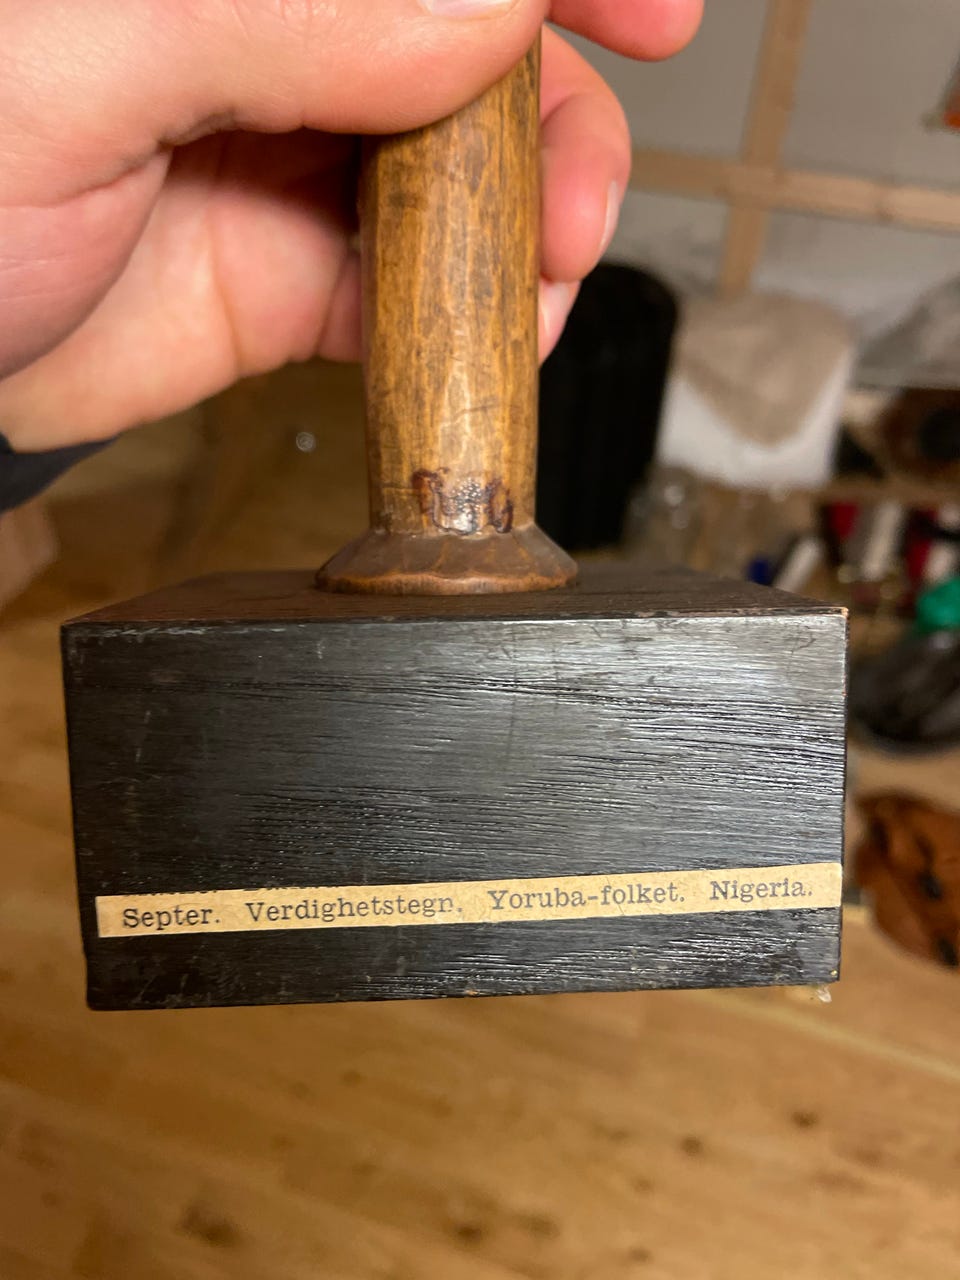 Septer. Verdighetstegn. Yoruba-folket. Nigeria.